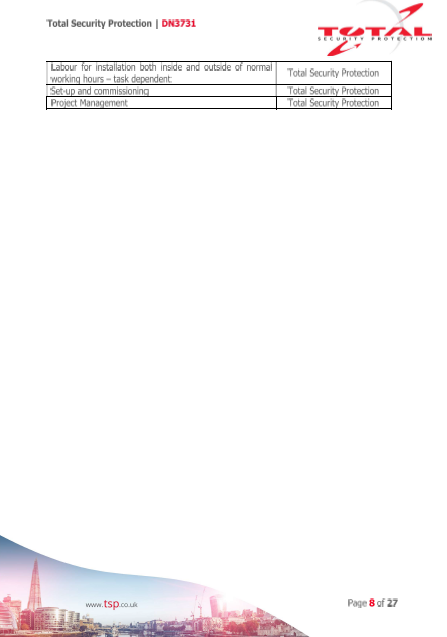 Total Security Protection | DN3731
TOTAL
SECURITY PROTECTION
Labour for installation both inside and outside of normal
working hours – task dependent
Total Security Protection
Set-up and commissioning
Total Security Protection
Project Management
Total Security Protection
www.tsp.co.uk
Page 8 of 27